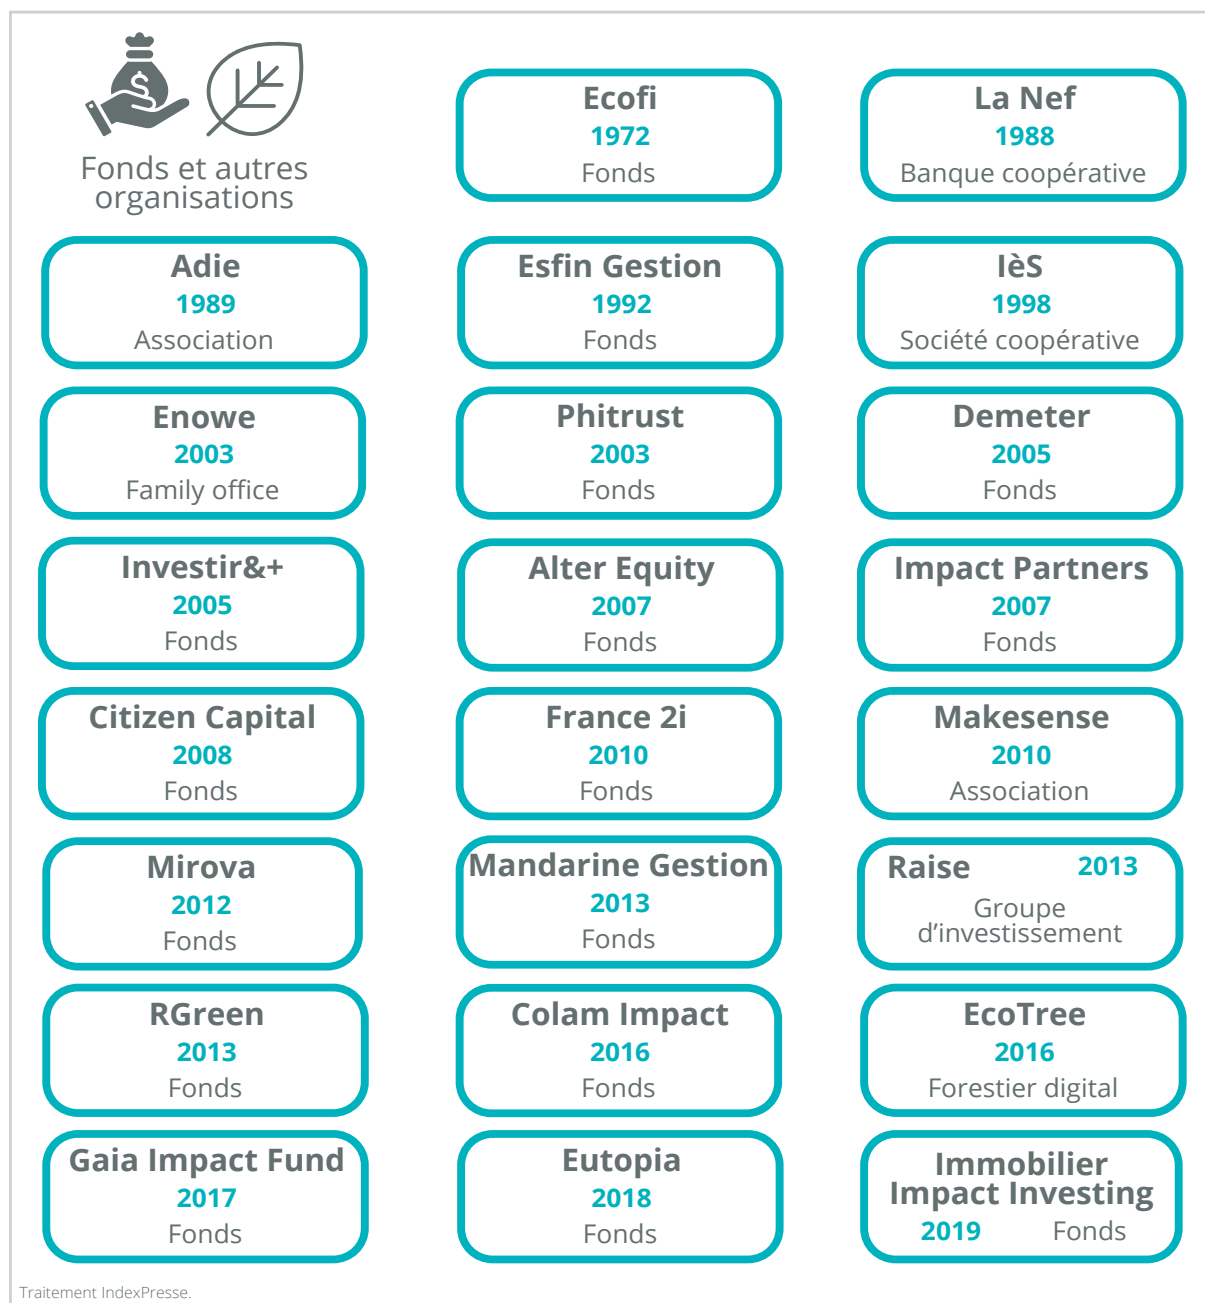 $
Fonds et autres
organisations
Ecofi
1972
Fonds
La Nef
1988
Banque coopérative
Adie
1989
Association
Esfin Gestion
1992
Fonds
IèS
1998
Société coopérative
Enowe
2003
Family office
Phitrust
2003
Fonds
Demeter
2005
Fonds
Investir&+
2005
Fonds
Alter Equity
2007
Fonds
Impact Partners
2007
Fonds
Citizen Capital
2008
Fonds
France 2i
2010
Fonds
Makesense
2010
Association
Mirova
2012
Fonds
Mandarine Gestion
2013
Fonds
Raise 2013
Groupe
d’investissement
RGreen
2013
Fonds
Colam Impact
2016
Fonds
EcoTree
2016
Forestier digital
Gaia Impact Fund
2017
Fonds
Eutopia
2018
Fonds
Immobilier
Impact Investing
2019 Fonds
Traitement IndexPresse.